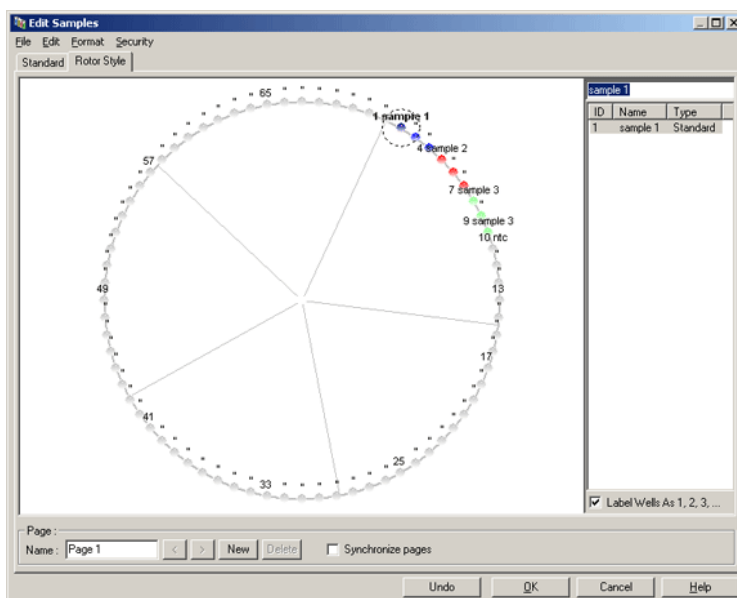 Edit Samples
File Edit Format Security
Standard Rotor Style
65
1 sample 1
4 sample 2
7 sample 3
9 sample 3
10 ntc
57
49
13
17
41
25
33
sample 1
ID Name Type
1 sample 1 Standard
Label Wells As 1, 2, 3, ...
Page :
Name : Page 1 < > New Delete Synchronize pages
Undo OK Cancel Help